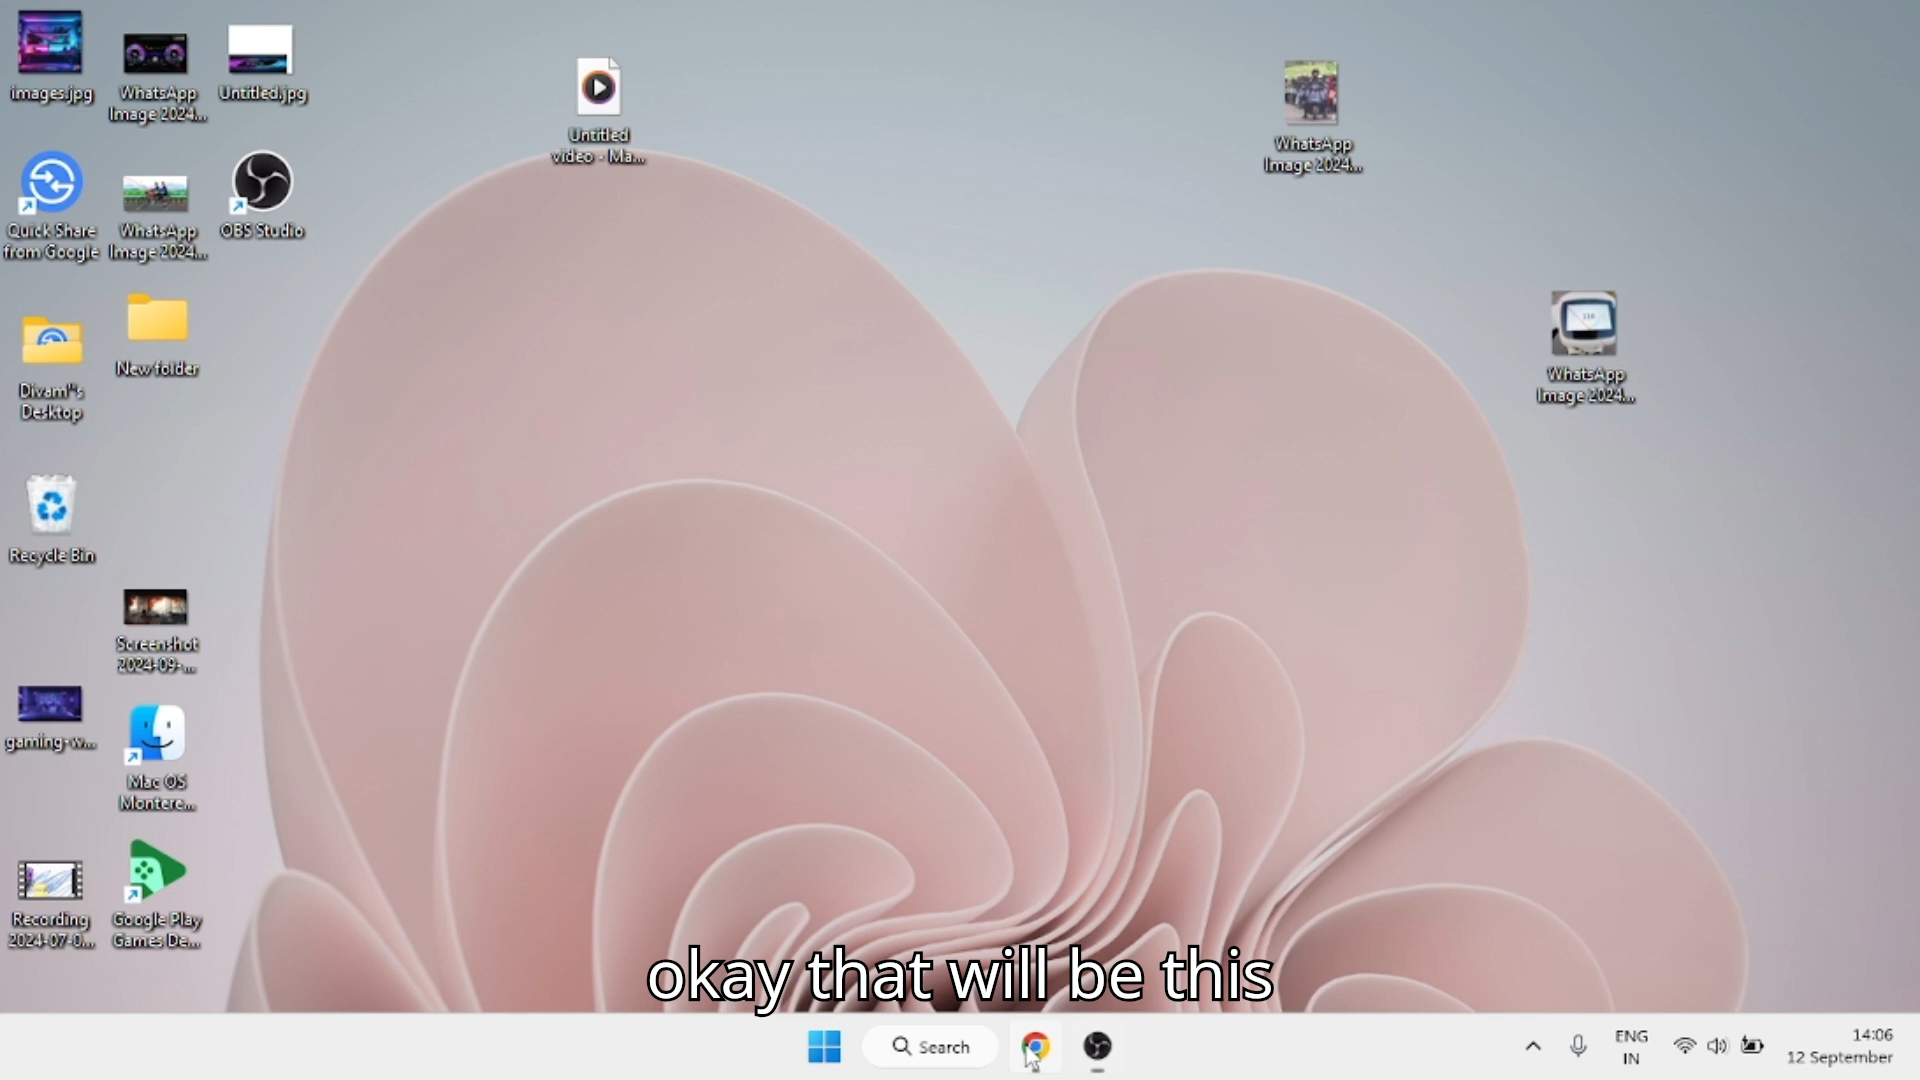 images.jpg
WhatsApp
Image 2024...
Untitled.jpg
Untitled
video - Ma...
WhatsApp
Image 2024...
Quick Share
from Google
WhatsApp
Image 2024...
OBS Studio
Divam!"s
Desktop
New folder
WhatsApp
Image 2024...
Recycle Bin
Screenshot
2024-09-...
gaming-w...
Mac OS
Montere...
Recording
2024-07-0...
Google Play
Games Be...
okay that will be this
Search
ENG
IN
14:06
12 September